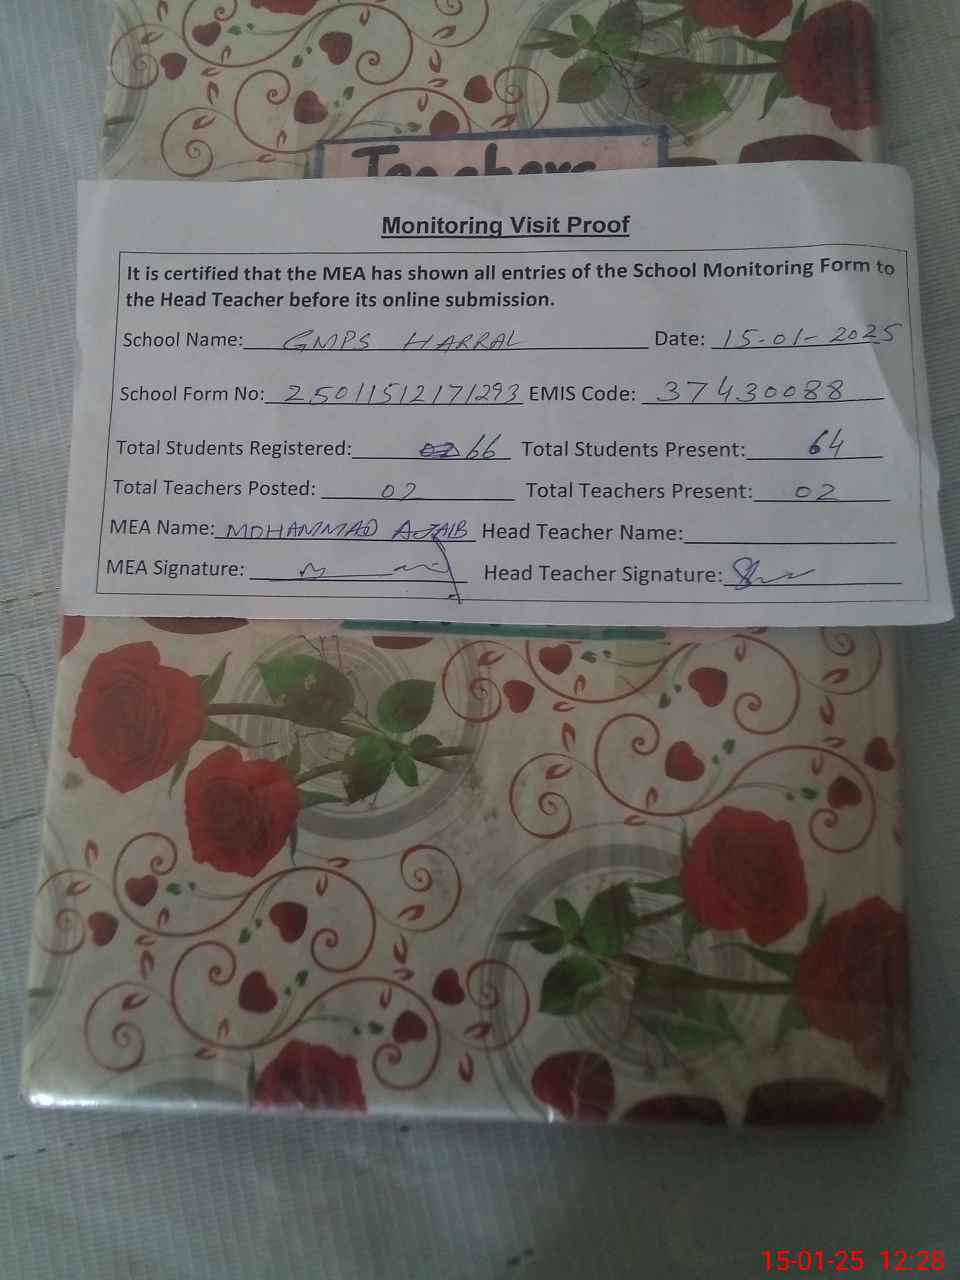 Teachers
Monitoring Visit Proof
It is certified that the MEA has shown all entries of the School Monitoring Form to
the Head Teacher before its online submission.
School Name: GMPS HARRAL Date: 15-01-2025
School Form No: 25011512171293 EMIS Code: 37430088
Total Students Registered: 66 Total Students Present: 64
Total Teachers Posted: 02 Total Teachers Present: 02
MEA Name: MOHAMMAD AJAIB Head Teacher Name:
MEA Signature: Head Teacher Signature:
15-01-25 12:28